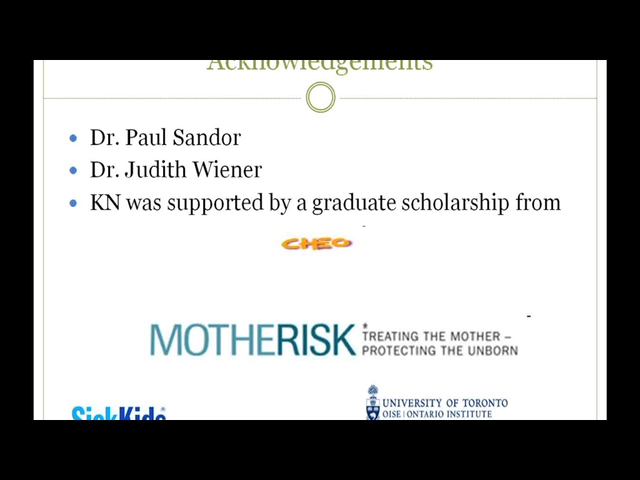 Acknowledgements
Dr. Paul Sandor
Dr. Judith Wiener
KN was supported by a graduate scholarship from
CHEO
MOTHERISK
TREATING THE MOTHER –
PROTECTING THE UNBORN
SickKids
UNIVERSITY OF TORONTO
OISE | ONTARIO INSTITUTE